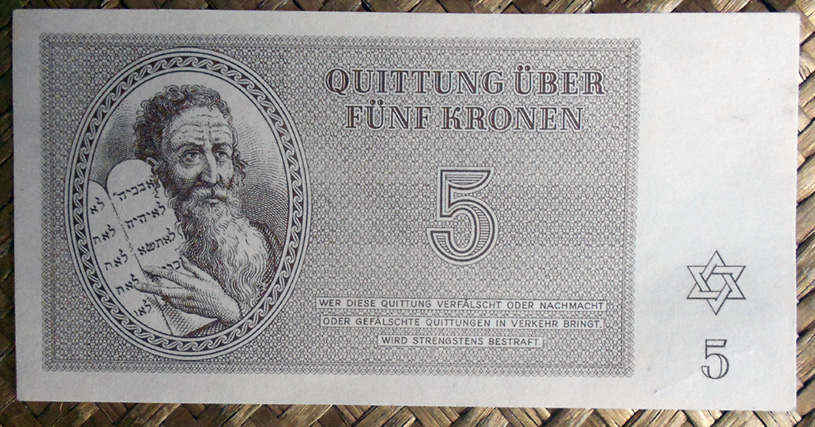 QUITTUNG ÜBER
FÜNF KRONEN
5
WER DIESE QUITTUNG VERFÄLSCHT ODER NACHMACHT
ODER GEFÄLSCHTE QUITTUNGEN IN VERKEHR BRINGT,
WIRD STRENGSTENS BESTRAFT.
5